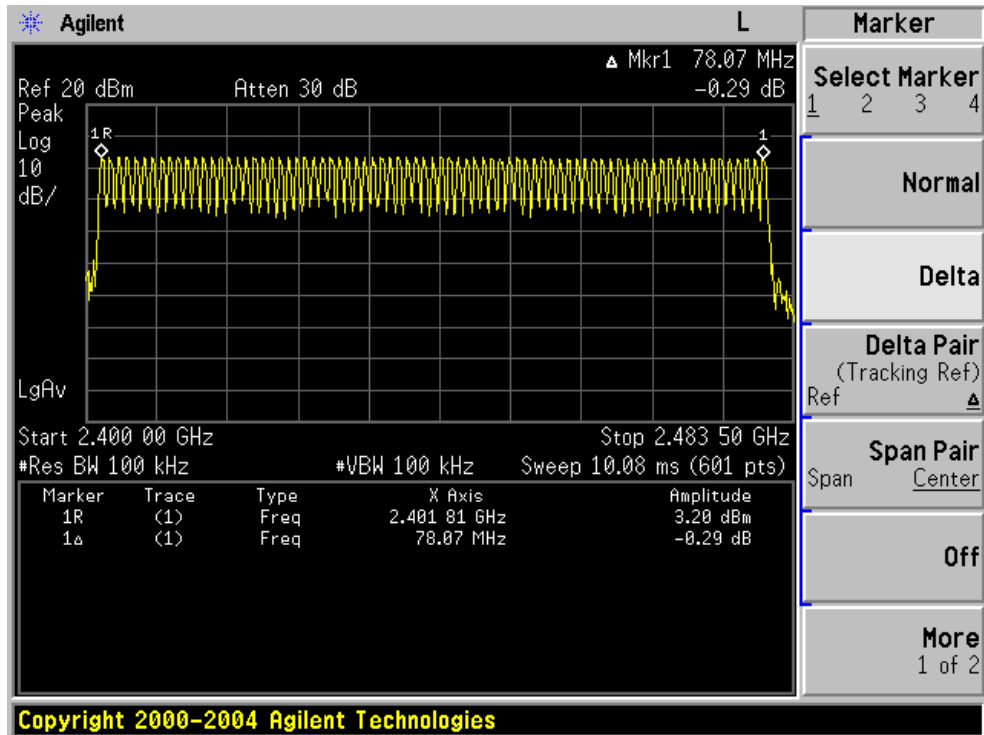 Agilent L
Marker
Δ Mkr1 78.07 MHz
Ref 20 dBm Atten 30 dB -0.29 dB
Peak
Log
10
dB/
1R
1
LgAv
Start 2.400 00 GHz Stop 2.483 50 GHz
#Res BW 100 kHz #VBW 100 kHz Sweep 10.08 ms (601 pts)
Marker Trace Type X Axis Amplitude
1R (1) Freq 2.401 81 GHz 3.20 dBm
1Δ (1) Freq 78.07 MHz -0.29 dB
Select Marker
1 2 3 4
Normal
Delta
Delta Pair
(Tracking Ref)
Ref Δ
Span Pair
Span Center
Off
More
1 of 2
Copyright 2000-2004 Agilent Technologies